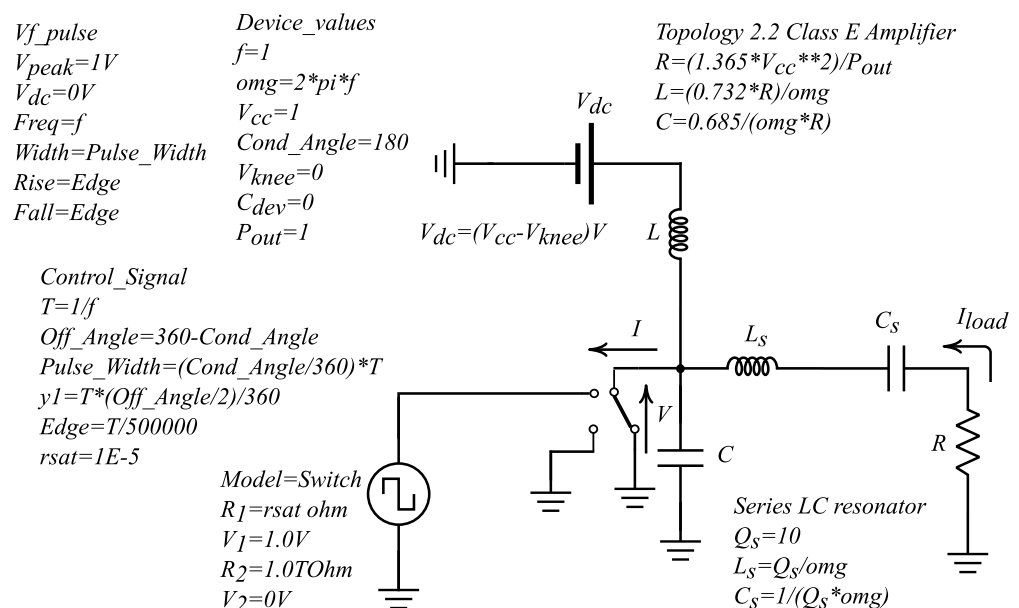 Vf_pulse
Vpeak=1V
Vdc=0V
Freq=f
Width=Pulse_Width
Rise=Edge
Fall=Edge
Device_values
f=1
omg=2*pi*f
Vcc=1
Cond_Angle=180
Vknee=0
Cdev=0
Pout=1
Topology 2.2 Class E Amplifier
R=(1.365*Vcc**2)/Pout
L=(0.732*R)/omg
C=0.685/(omg*R)
Vdc
Vdc=(Vcc-Vknee)V
L
Control_Signal
T=1/f
Off_Angle=360-Cond_Angle
Pulse_Width=(Cond_Angle/360)*T
y1=T*(Off_Angle/2)/360
Edge=T/500000
rsat=1E-5
I
Ls
Cs
Iload
V
C
R
Model=Switch
R1=rsat ohm
V1=1.0V
R2=1.0TOhm
V2=0V
Series LC resonator
Qs=10
Ls=Qs/omg
Cs=1/(Qs*omg)